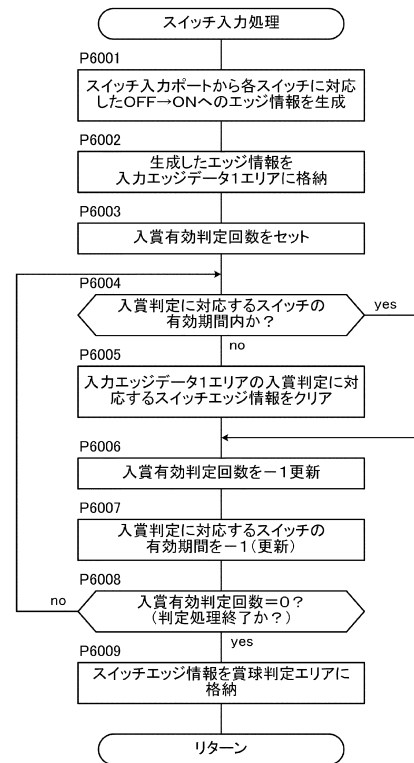 スイッチ入力処理
P6001
スイッチ入力ポートから各スイッチに対応
したOFF→ONへのエッジ情報を生成
P6002
生成したエッジ情報を
入力エッジデータ1エリアに格納
P6003
入賞有効判定回数をセット
P6004
入賞判定に対応するスイッチの
有効期間内か?
yes
no
P6005
入力エッジデータ1エリアの入賞判定に対
応するスイッチエッジ情報をクリア
P6006
入賞有効判定回数を-1更新
P6007
入賞判定に対応するスイッチの
有効期間を-1(更新)
P6008
入賞有効判定回数=0?
(判定処理終了か?)
no
yes
P6009
スイッチエッジ情報を賞球判定エリアに
格納
リターン